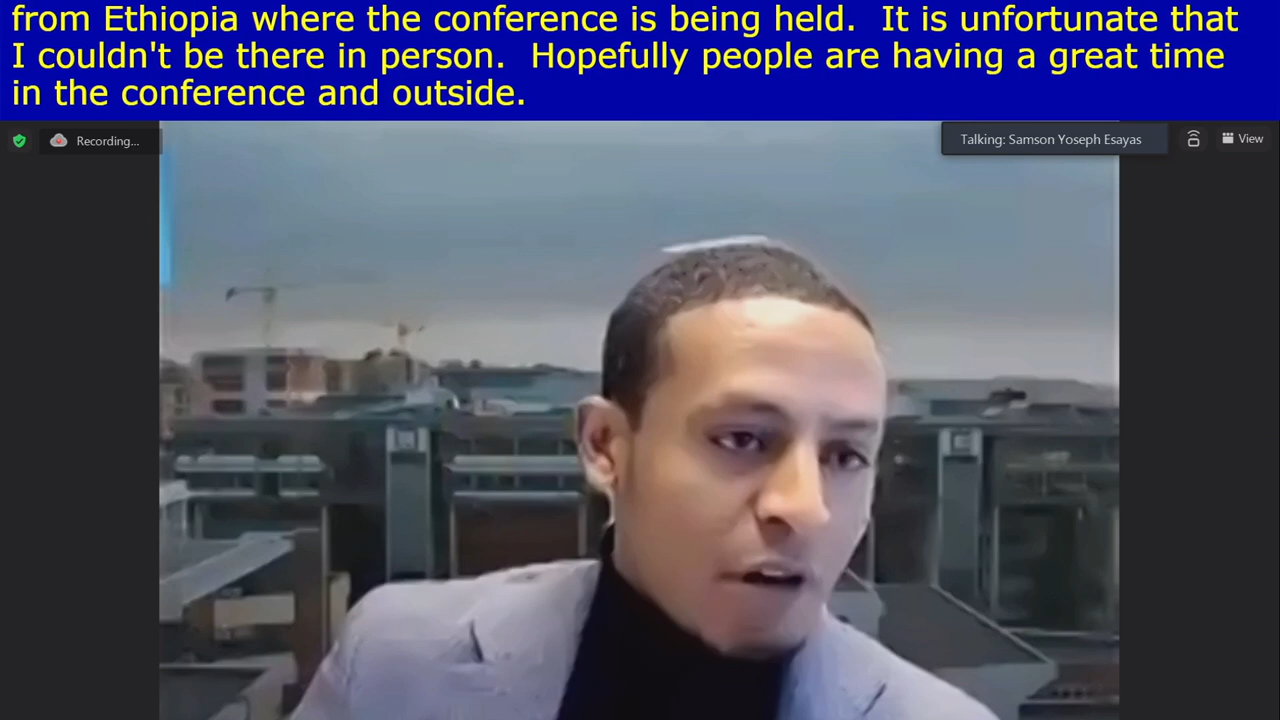 from Ethiopia where the conference is being held.  It is unfortunate that
I couldn't be there in person.  Hopefully people are having a great time
in the conference and outside.
Recording...
Talking: Samson Yoseph Esayas
View